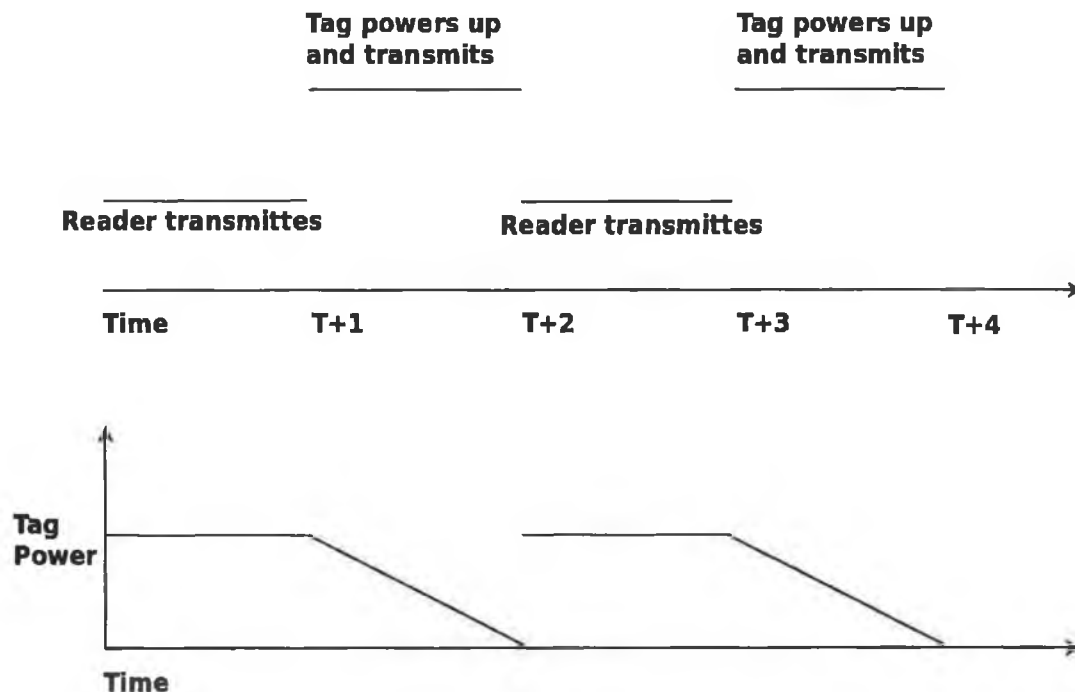 Tag powers up
and transmits
Tag powers up
and transmits
Reader transmittes
Reader transmittes
Time T+1 T+2 T+3 T+4
Tag
Power
Time